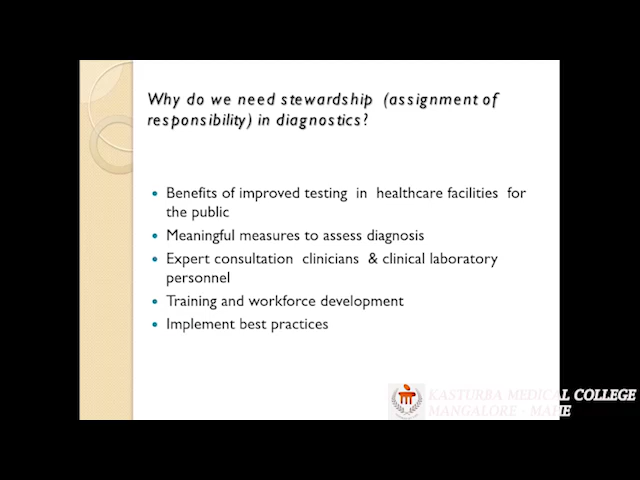 Why do we need stewardship (assignment of
responsibility) in diagnostics?
Benefits of improved testing in healthcare facilities for
the public
Meaningful measures to assess diagnosis
Expert consultation clinicians & clinical laboratory
personnel
Training and workforce development
Implement best practices
KASTURBA MEDICAL COLLEGE
MANGALORE - MAHE